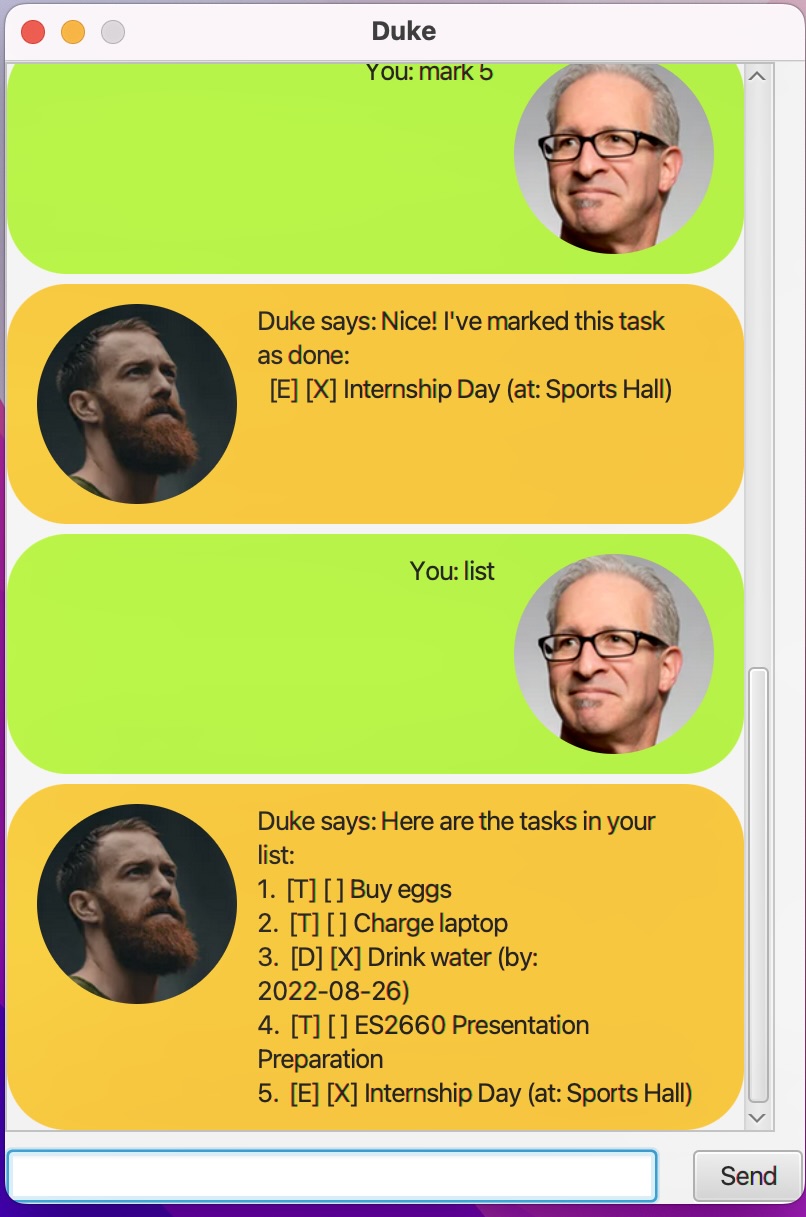 Duke
You: mark 5
Duke says: Nice! I've marked this task
as done:
[E] [X] Internship Day (at: Sports Hall)
You: list
Duke says: Here are the tasks in your
list:
1. [T] [ ] Buy eggs
2. [T] [ ] Charge laptop
3. [D] [X] Drink water (by:
2022-08-26)
4. [T] [ ] ES2660 Presentation
Preparation
5. [E] [X] Internship Day (at: Sports Hall)
Send